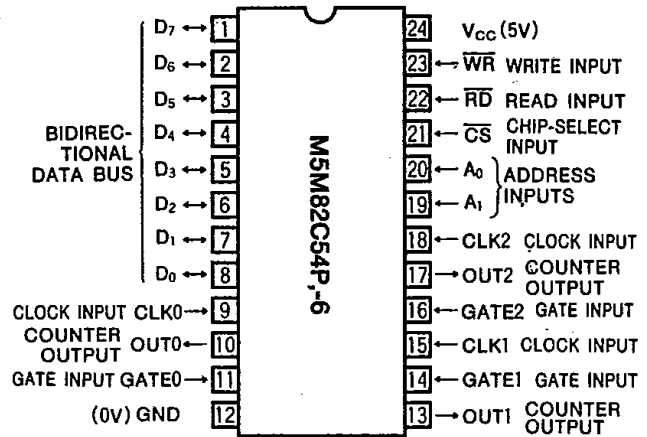 D7 ↔ 1
D6 ↔ 2
D5 ↔ 3
BIDIREC-
TIONAL
DATA BUS
D4 ↔ 4
D3 ↔ 5
D2 ↔ 6
D1 ↔ 7
D0 ↔ 8
CLOCK INPUT CLK0 → 9
COUNTER
OUTPUT OUT0 ← 10
GATE INPUT GATE0 → 11
(0V) GND 12
M5M82C54P,-6
24 VCC (5V)
23 ← W̅R̅ WRITE INPUT
22 ← R̅D̅ READ INPUT
21 ← C̅S̅ CHIP-SELECT
INPUT
20 ← A0
19 ← A1
ADDRESS
INPUTS
18 ← CLK2 CLOCK INPUT
17 → OUT2 COUNTER
OUTPUT
16 ← GATE2 GATE INPUT
15 ← CLK1 CLOCK INPUT
14 ← GATE1 GATE INPUT
13 → OUT1 COUNTER
OUTPUT